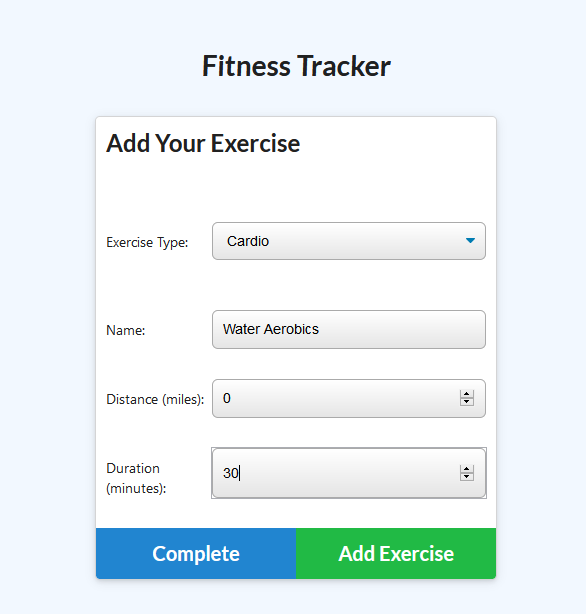 Fitness Tracker
Add Your Exercise
Exercise Type: Cardio
Name: Water Aerobics
Distance (miles): 0
Duration
(minutes): 30
Complete Add Exercise